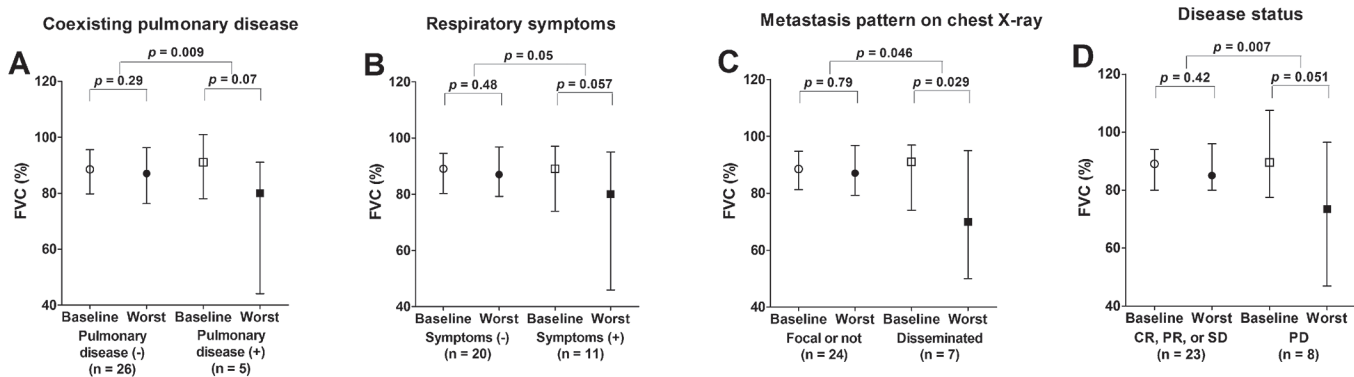 Coexisting pulmonary disease
A
p = 0.009
p = 0.29
p = 0.07
120
100
80
60
40
FVC (%)
Baseline Worst Baseline Worst
Pulmonary disease (-) (n = 26)
Pulmonary disease (+) (n = 5)
Respiratory symptoms
B
p = 0.05
p = 0.48
p = 0.057
120
100
80
60
40
FVC (%)
Baseline Worst Baseline Worst
Symptoms (-) (n = 20)
Symptoms (+) (n = 11)
Metastasis pattern on chest X-ray
C
p = 0.046
p = 0.79
p = 0.029
120
100
80
60
40
FVC (%)
Baseline Worst Baseline Worst
Focal or not (n = 24)
Disseminated (n = 7)
Disease status
D
p = 0.007
p = 0.42
p = 0.051
120
100
80
60
40
FVC (%)
Baseline Worst Baseline Worst
CR, PR, or SD (n = 23)
PD (n = 8)